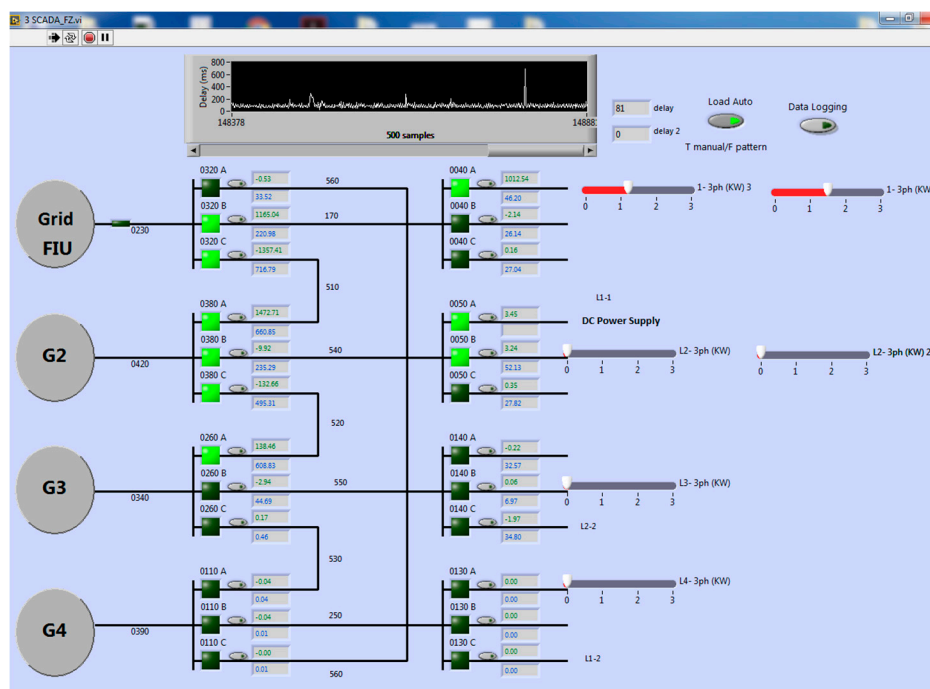 3 SCADA_FZ.vi
Delay (ms)
800
600
400
200
0
148378
14888
500 samples
81 delay
0 delay 2
Load Auto
T manual/F pattern
Data Logging
Grid
FIU
0230
0320 A
-0.53
33.52
560
0320 B
1165.04
220.98
170
0320 C
-1357.41
716.79
510
0040 A
1012.54
46.20
0040 B
-2.14
26.14
0040 C
0.16
27.04
1- 3ph (KW) 3
0 1 2 3
1- 3ph (KW
0 1 2 3
G2
0420
0380 A
1472.71
660.85
0380 B
-9.92
235.29
540
0380 C
-132.66
495.31
520
0050 A
3.45
L1-1
DC Power Supply
0050 B
3.24
52.13
0050 C
0.35
27.82
L2- 3ph (KW)
0 1 2 3
L2- 3ph (KW) 2
0 1 2 3
G3
0340
0260 A
138.46
608.83
0260 B
-2.94
44.69
550
0260 C
0.17
0.46
530
0140 A
-0.22
32.57
0140 B
0.06
6.97
0140 C
-1.97
34.80
L3- 3ph (KW)
0 1 2 3
L2-2
G4
0390
0110 A
-0.04
0.04
0110 B
-0.04
0.01
250
0110 C
-0.00
0.01
560
0130 A
0.00
0.00
0130 B
0.00
0.00
0130 C
0.00
0.00
L4- 3ph (KW)
0 1 2 3
L1-2